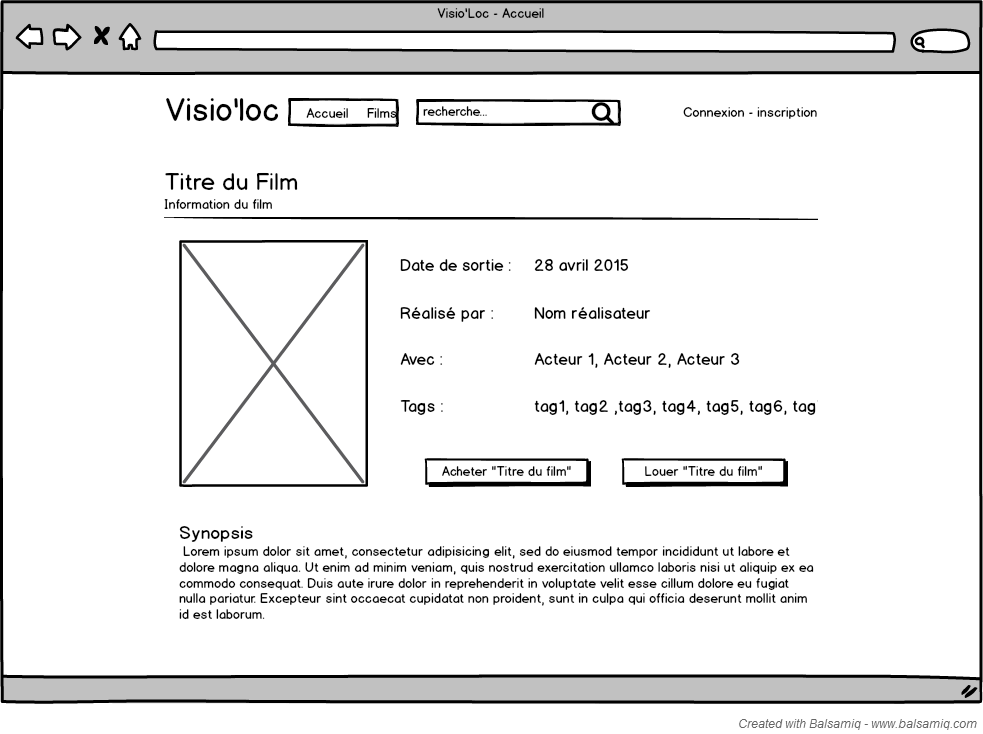 Visio'Loc - Accueil
Visio'loc Accueil Films recherche... Connexion - inscription
Titre du Film
Information du film
Date de sortie : 28 avril 2015
Réalisé par : Nom réalisateur
Avec : Acteur 1, Acteur 2, Acteur 3
Tags : tag1, tag2 ,tag3, tag4, tag5, tag6, tag
Acheter "Titre du film" Louer "Titre du film"
Synopsis
Lorem ipsum dolor sit amet, consectetur adipisicing elit, sed do eiusmod tempor incididunt ut labore et
dolore magna aliqua. Ut enim ad minim veniam, quis nostrud exercitation ullamco laboris nisi ut aliquip ex ea
commodo consequat. Duis aute irure dolor in reprehenderit in voluptate velit esse cillum dolore eu fugiat
nulla pariatur. Excepteur sint occaecat cupidatat non proident, sunt in culpa qui officia deserunt mollit anim
id est laborum.
Created with Balsamiq - www.balsamiq.com